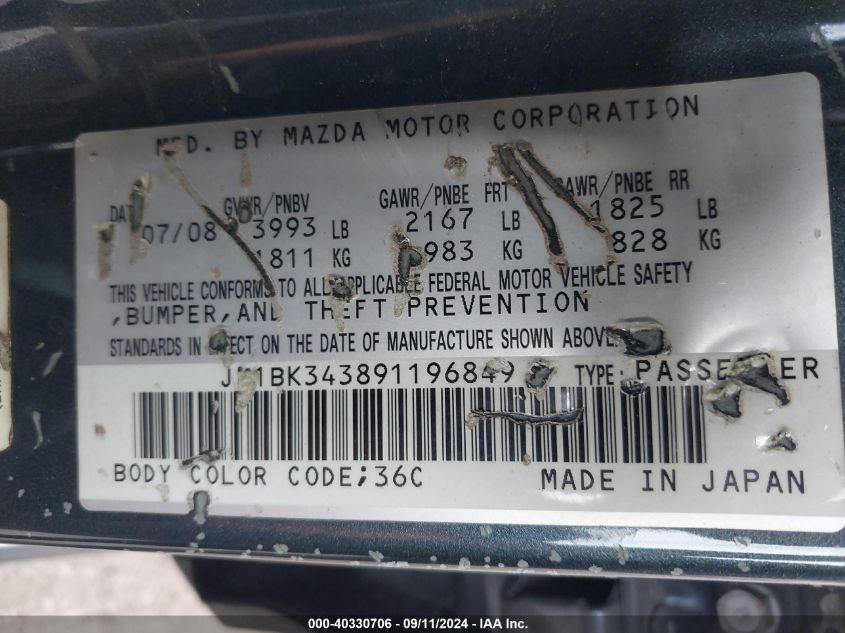 MFD. BY MAZDA MOTOR CORPORATION
DATE GVWR/PNBV GAWR/PNBE FRT GAWR/PNBE RR
07/08 3993 LB 2167 LB 1825 LB
1811 KG 983 KG 828 KG
THIS VEHICLE CONFORMS TO ALL APPLICABLE FEDERAL MOTOR VEHICLE SAFETY
,BUMPER,AND THEFT PREVENTION
STANDARDS IN EFFECT ON THE DATE OF MANUFACTURE SHOWN ABOVE.
JM1BK343891196849 TYPE: PASSENGER
BODY COLOR CODE;36C MADE IN JAPAN
000-40330706 - 09/11/2024 - IAA Inc.